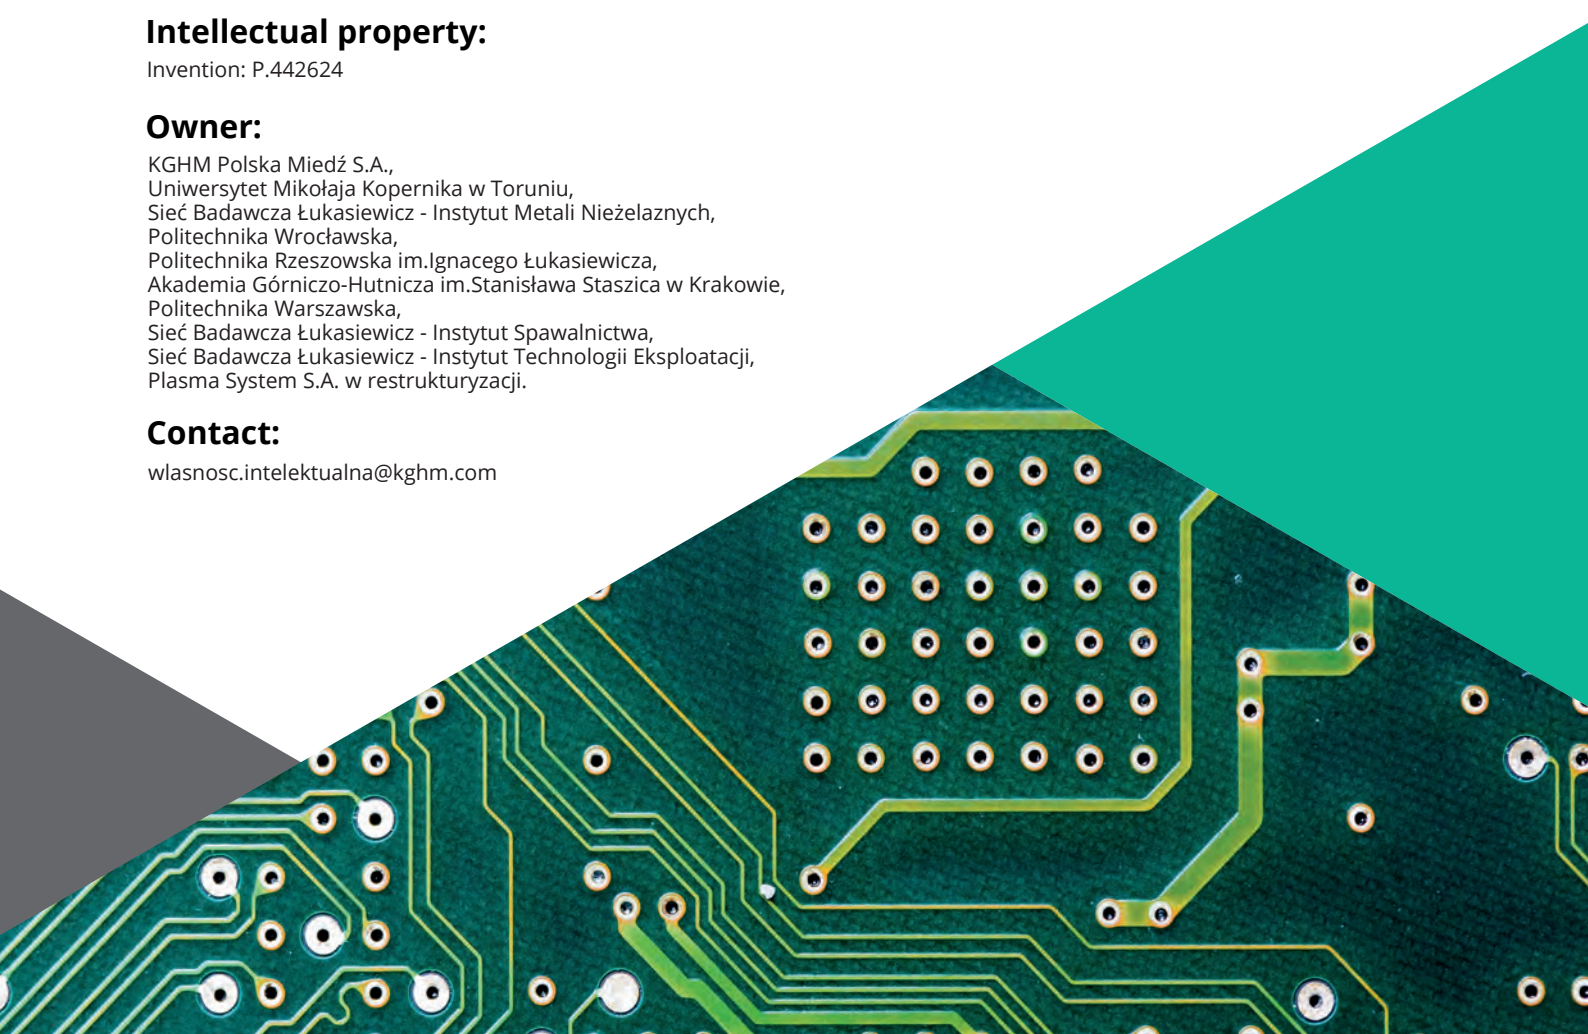 Intellectual property:
Invention: P.442624
Owner:
KGHM Polska Miedź S.A.,
Uniwersytet Mikołaja Kopernika w Toruniu,
Sieć Badawcza Łukasiewicz - Instytut Metali Nieżelaznych,
Politechnika Wrocławska,
Politechnika Rzeszowska im.Ignacego Łukasiewicza,
Akademia Górniczo-Hutnicza im.Stanisława Staszica w Krakowie,
Politechnika Warszawska,
Sieć Badawcza Łukasiewicz - Instytut Spawalnictwa,
Sieć Badawcza Łukasiewicz - Instytut Technologii Eksploatacji,
Plasma System S.A. w restrukturyzacji.
Contact:
wlasnosc.intelektualna@kghm.com